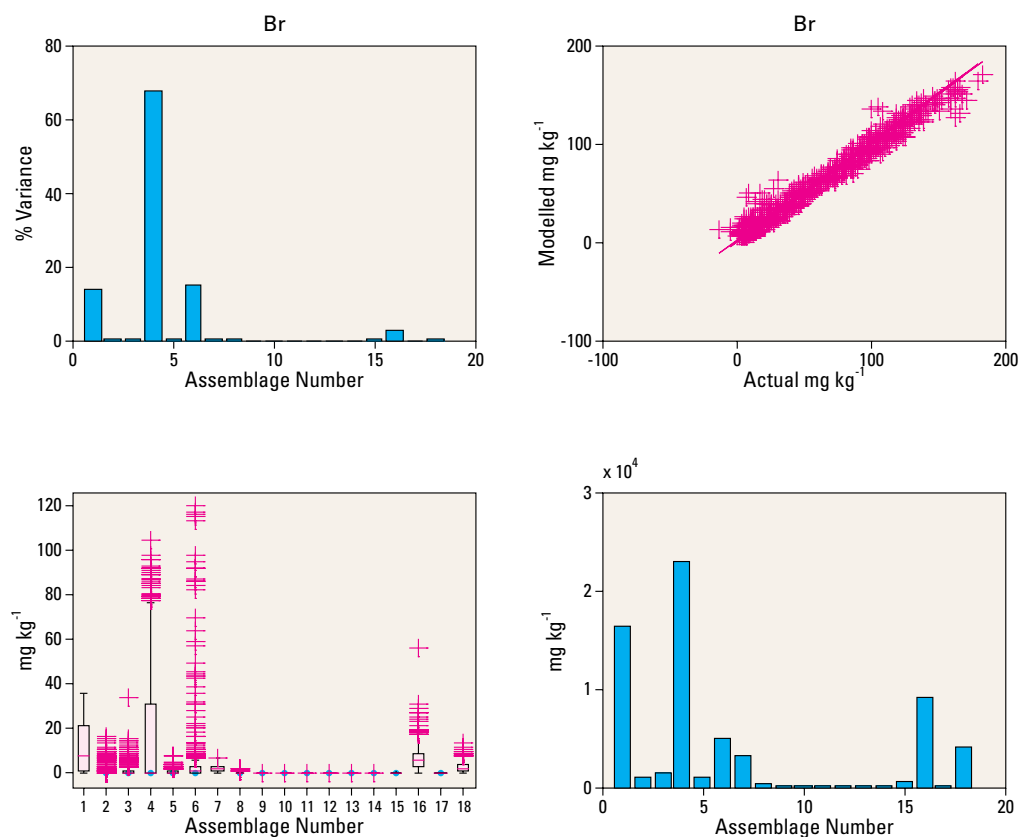 Br
80
60
40
20
0
% Variance
0 5 10 15 20
Assemblage Number
Br
200
100
0
-100
Modelled mg kg-1
-100 0 100 200
Actual mg kg-1
120
100
80
60
40
20
0
mg kg-1
1 2 3 4 5 6 7 8 9 10 11 12 13 14 15 16 17 18
Assemblage Number
x 10^4
3
2
1
0
mg kg-1
0 5 10 15 20
Assemblage Number